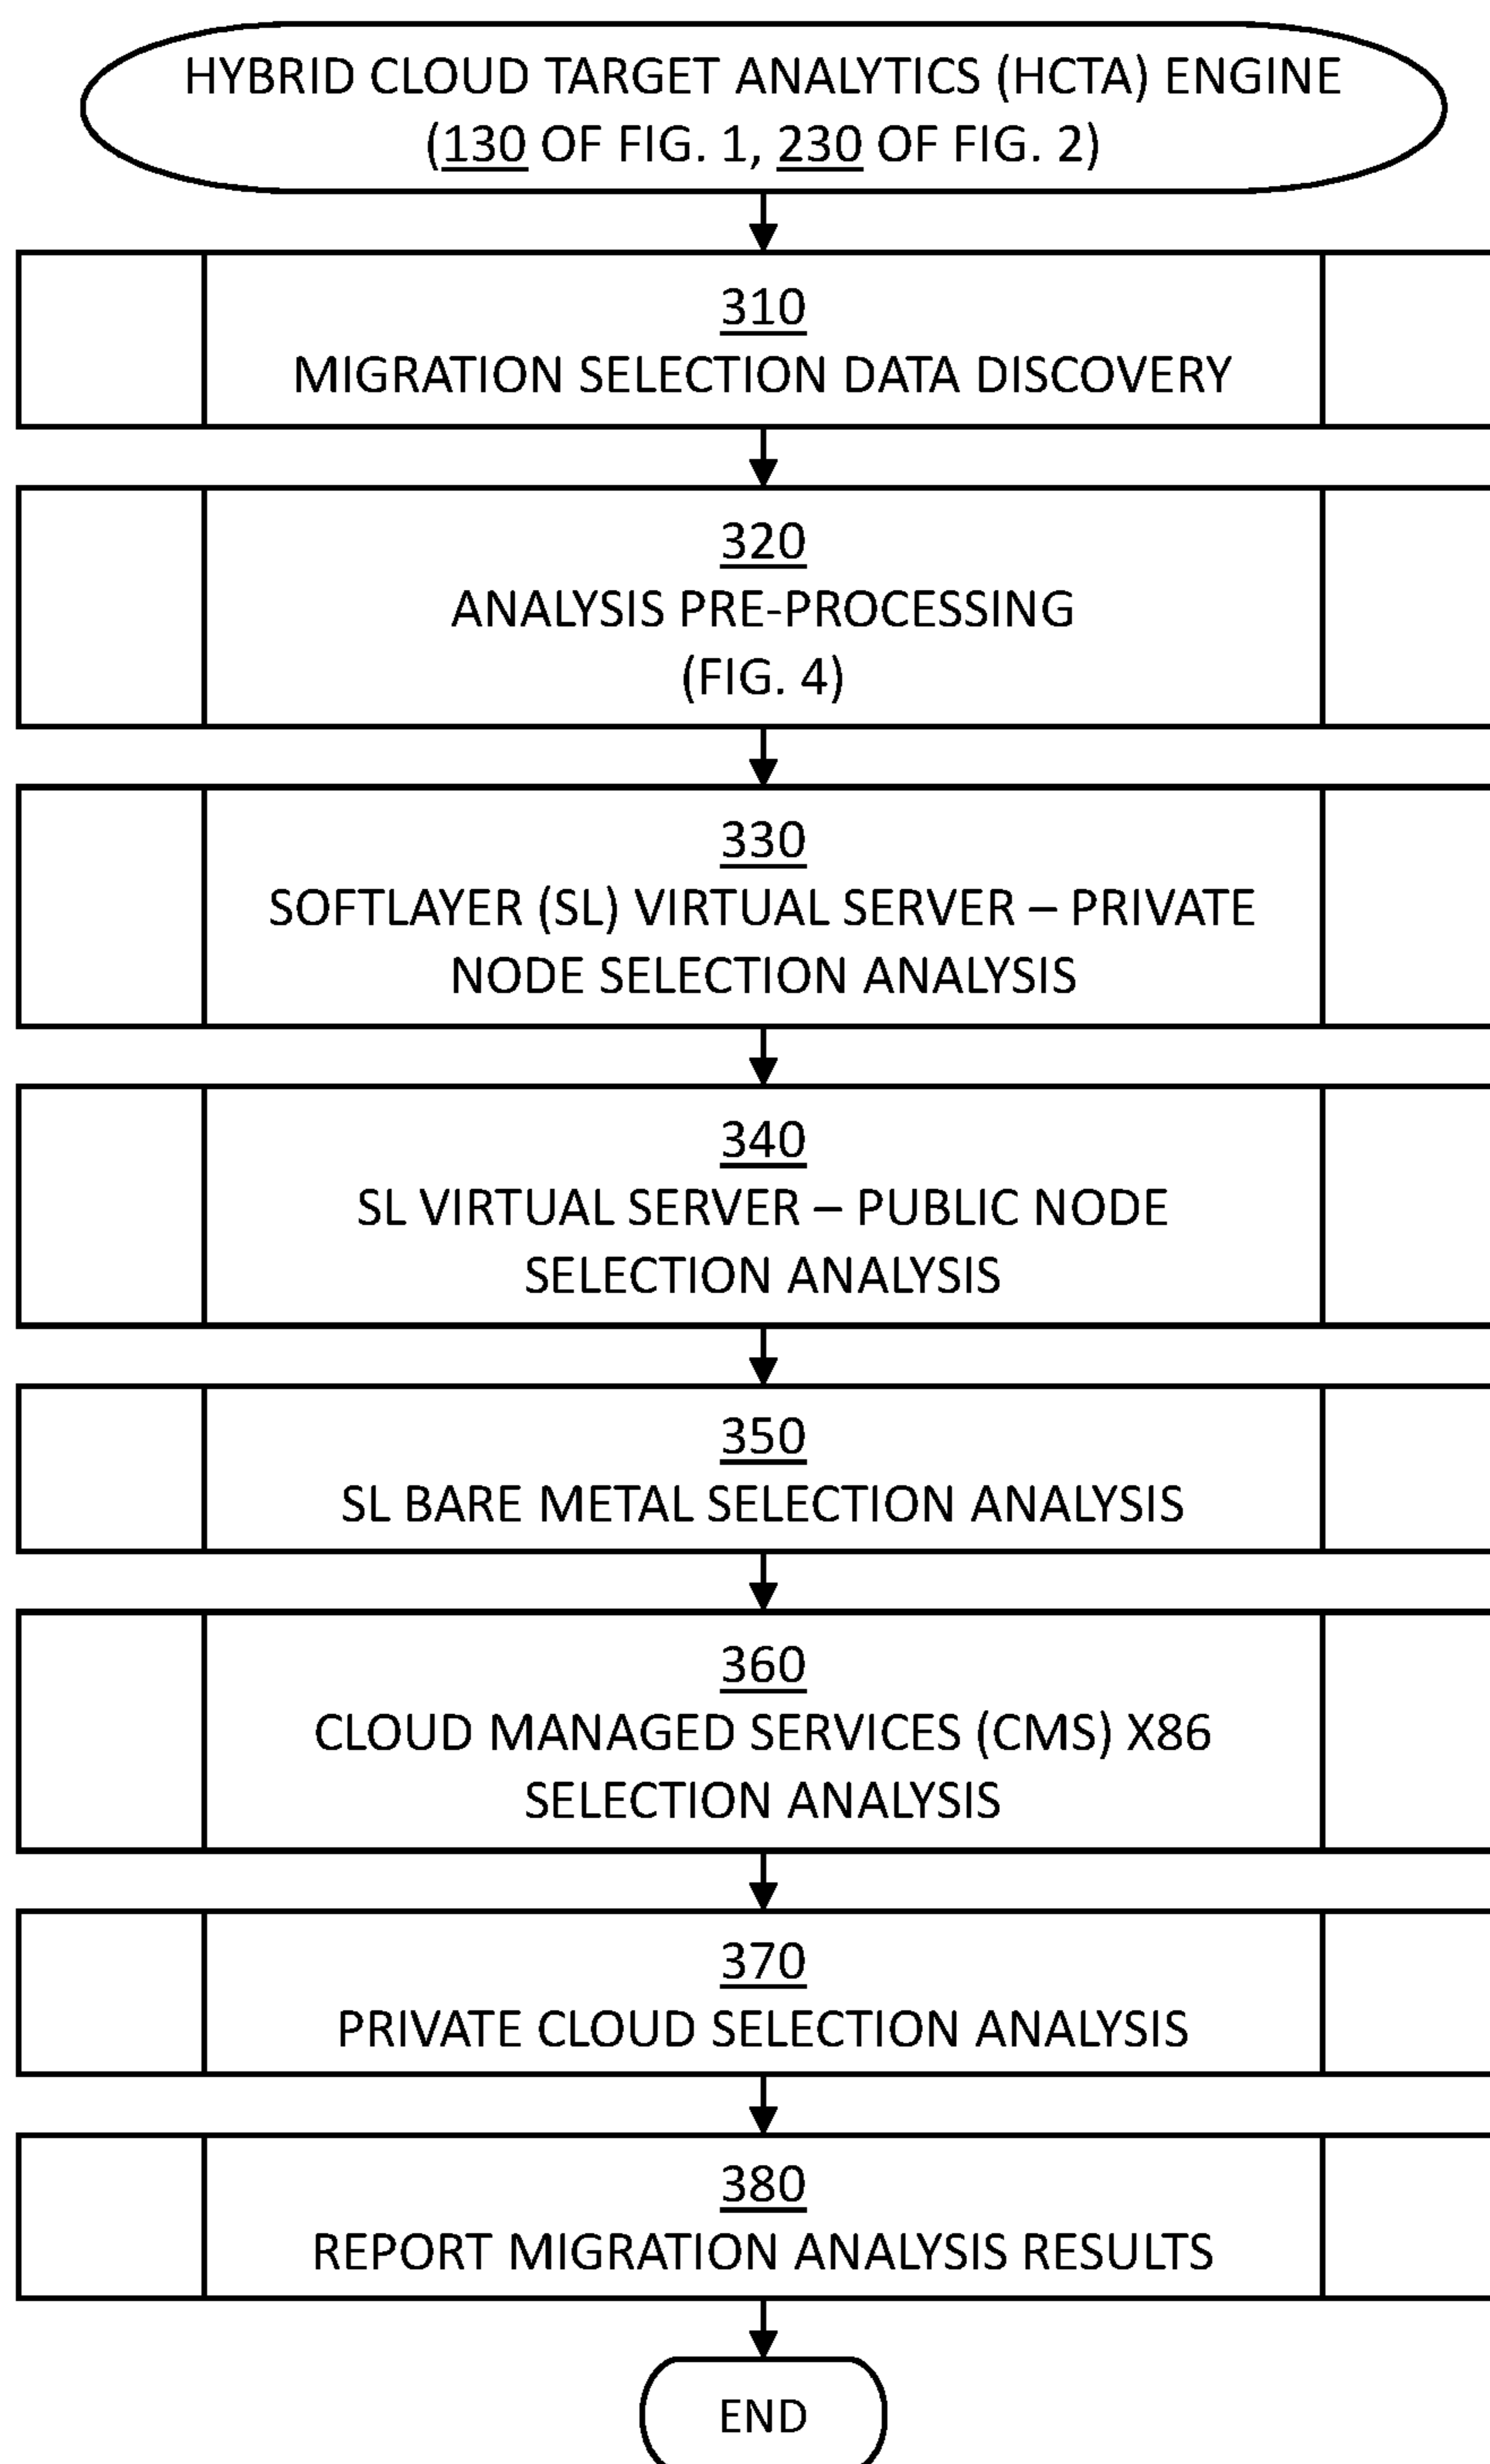 HYBRID CLOUD TARGET ANALYTICS (HCTA) ENGINE
(130 OF FIG. 1, 230 OF FIG. 2)
310
MIGRATION SELECTION DATA DISCOVERY
320
ANALYSIS PRE-PROCESSING
(FIG. 4)
330
SOFTLAYER (SL) VIRTUAL SERVER – PRIVATE
NODE SELECTION ANALYSIS
340
SL VIRTUAL SERVER – PUBLIC NODE
SELECTION ANALYSIS
350
SL BARE METAL SELECTION ANALYSIS
360
CLOUD MANAGED SERVICES (CMS) X86
SELECTION ANALYSIS
370
PRIVATE CLOUD SELECTION ANALYSIS
380
REPORT MIGRATION ANALYSIS RESULTS
END